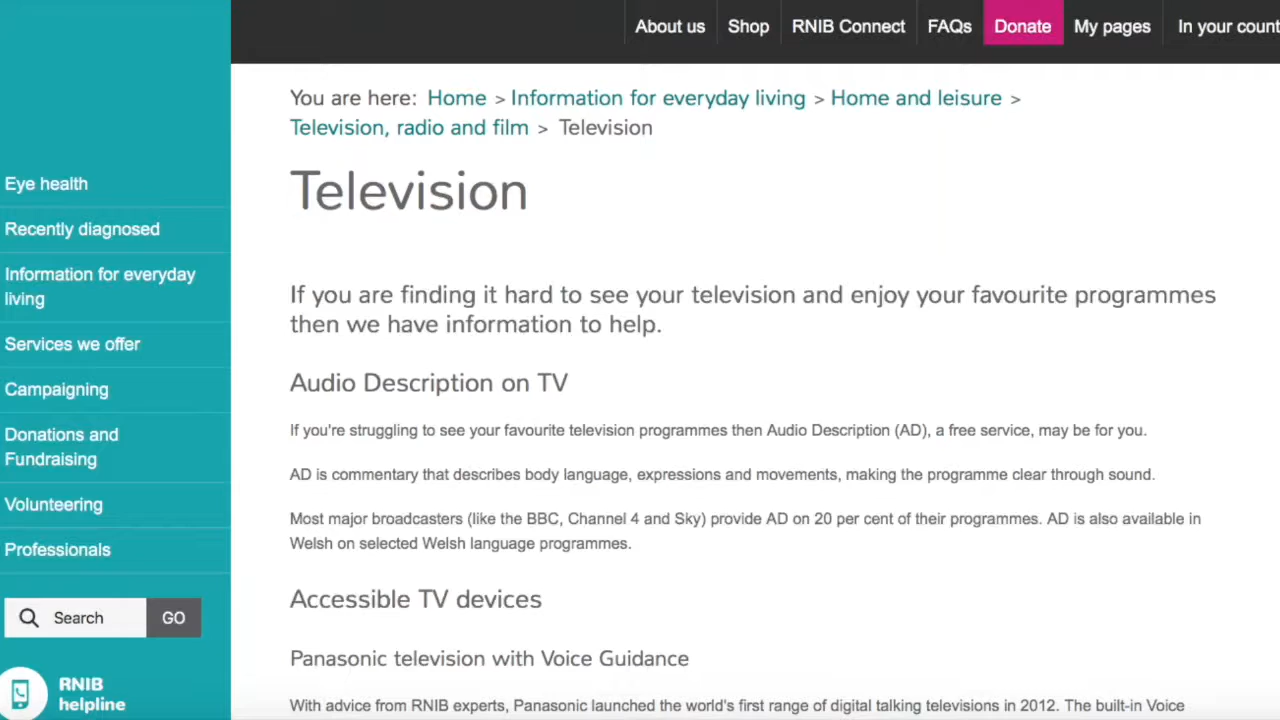 About us Shop RNIB Connect FAQs Donate My pages In your
You are here: Home > Information for everyday living > Home and leisure >
Television, radio and film > Television
Television
Eye health
Recently diagnosed
Information for everyday
living
Services we offer
Campaigning
Donations and
Fundraising
Volunteering
Professionals
Search GO
RNIB
helpline
If you are finding it hard to see your television and enjoy your favourite programmes
then we have information to help.
Audio Description on TV
If you're struggling to see your favourite television programmes then Audio Description (AD), a free service, may be for you.
AD is commentary that describes body language, expressions and movements, making the programme clear through sound.
Most major broadcasters (like the BBC, Channel 4 and Sky) provide AD on 20 per cent of their programmes. AD is also available in
Welsh on selected Welsh language programmes.
Accessible TV devices
Panasonic television with Voice Guidance
With advice from RNIB experts, Panasonic launched the world's first range of digital talking televisions in 2012. The built-in Voice